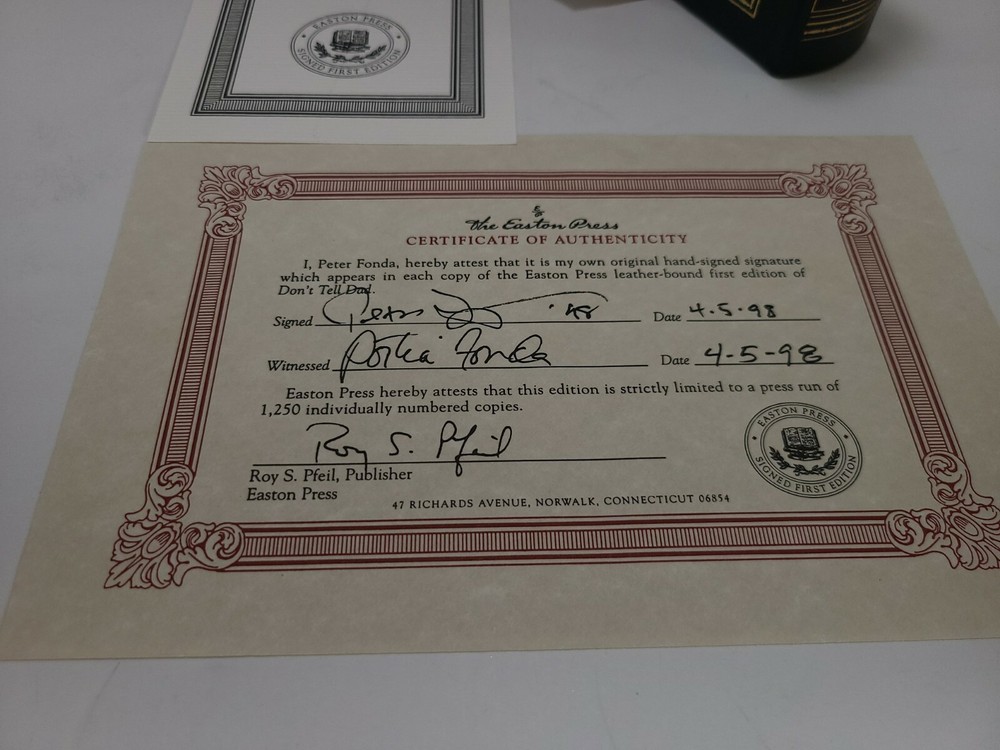 EASTON PRESS
SIGNED FIRST EDITION
The Easton Press
CERTIFICATE OF AUTHENTICITY
I, Peter Fonda, hereby attest that it is my own original hand-signed signature
which appears in each copy of the Easton Press leather-bound first edition of
Don't Tell Dad.
Signed Peter '98 Date 4.5.98
Witnessed Portia Fonda Date 4-5-98
Easton Press hereby attests that this edition is strictly limited to a press run of
1,250 individually numbered copies.
Roy S. Pfeil
Roy S. Pfeil, Publisher
Easton Press
EASTON PRESS
SIGNED FIRST EDITION
47 RICHARDS AVENUE, NORWALK, CONNECTICUT 06854